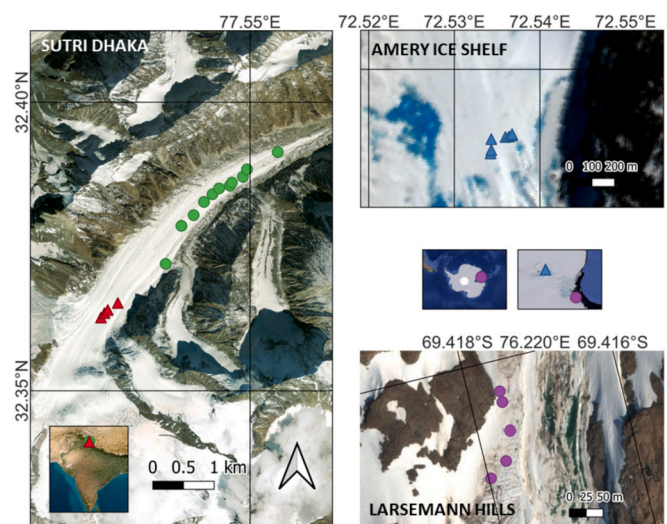 77.55°E
SUTRI DHAKA
32.40°N
32.35°N
0 0.5 1 km
72.52°E 72.53°E 72.54°E 72.55°E
AMERY ICE SHELF
0 100 200 m
69.418°S 76.220°E 69.416°S
LARSEMANN HILLS
0 25 50 m